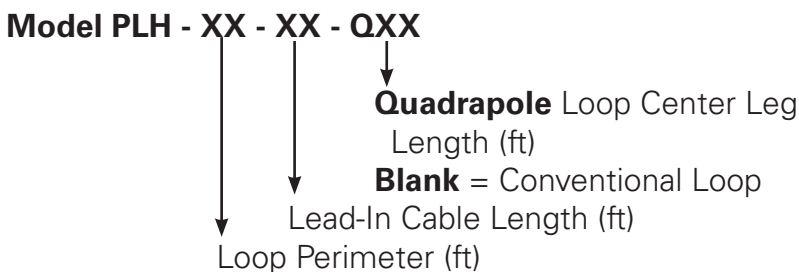 Model PLH - XX - XX - QXX
Quadrapole Loop Center Leg
Length (ft)
Blank = Conventional Loop
Lead-In Cable Length (ft)
Loop Perimeter (ft)